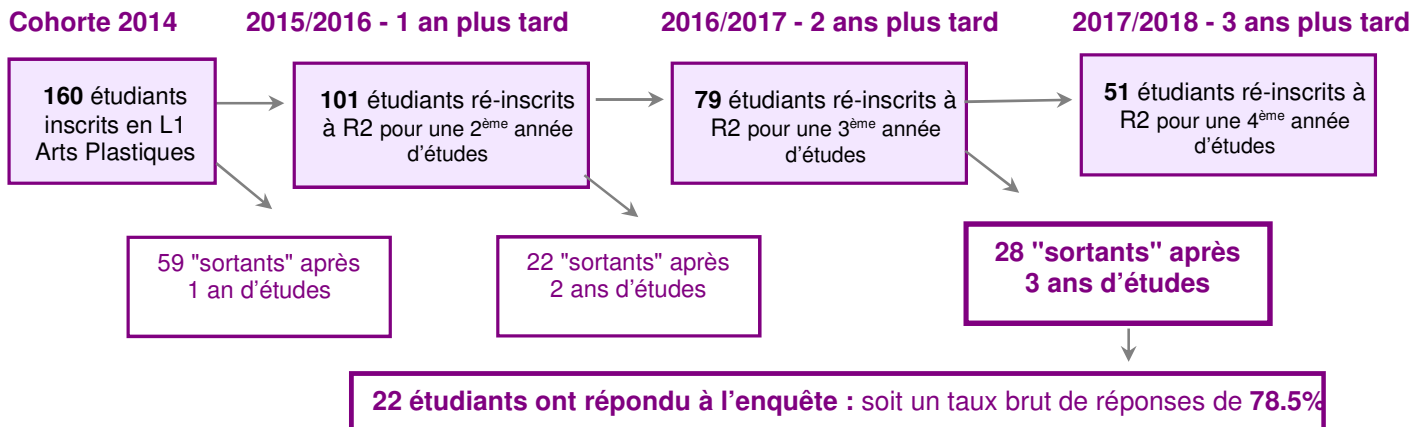 Cohorte 2014
2015/2016 - 1 an plus tard
2016/2017 - 2 ans plus tard
2017/2018 - 3 ans plus tard
160 étudiants
inscrits en L1
Arts Plastiques
101 étudiants ré-inscrits
à R2 pour une 2ème année
d'études
79 étudiants ré-inscrits à
R2 pour une 3ème année
d'études
51 étudiants ré-inscrits à
R2 pour une 4ème année
d'études
59 "sortants" après
1 an d'études
22 "sortants" après
2 ans d'études
28 "sortants" après
3 ans d'études
22 étudiants ont répondu à l'enquête : soit un taux brut de réponses de 78.5%